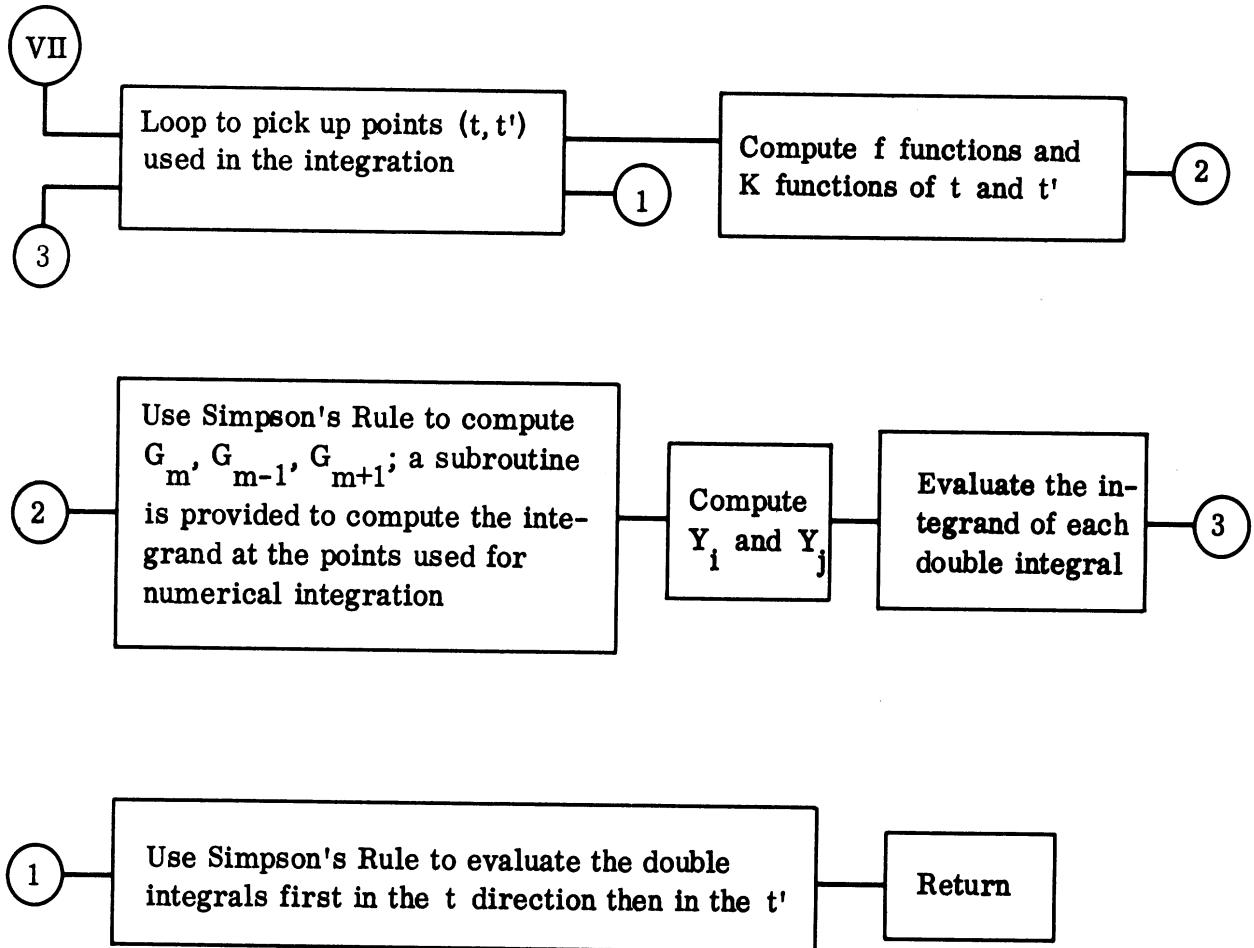 VII
Loop to pick up points (t, t')
used in the integration
1
3
Compute f functions and
K functions of t and t'
2
2
Use Simpson's Rule to compute
G_m, G_{m-1}, G_{m+1}; a subroutine
is provided to compute the inte-
grand at the points used for
numerical integration
Compute
Y_i and Y_j
Evaluate the in-
tegrand of each
double integral
3
1
Use Simpson's Rule to evaluate the double
integrals first in the t direction then in the t'
Return